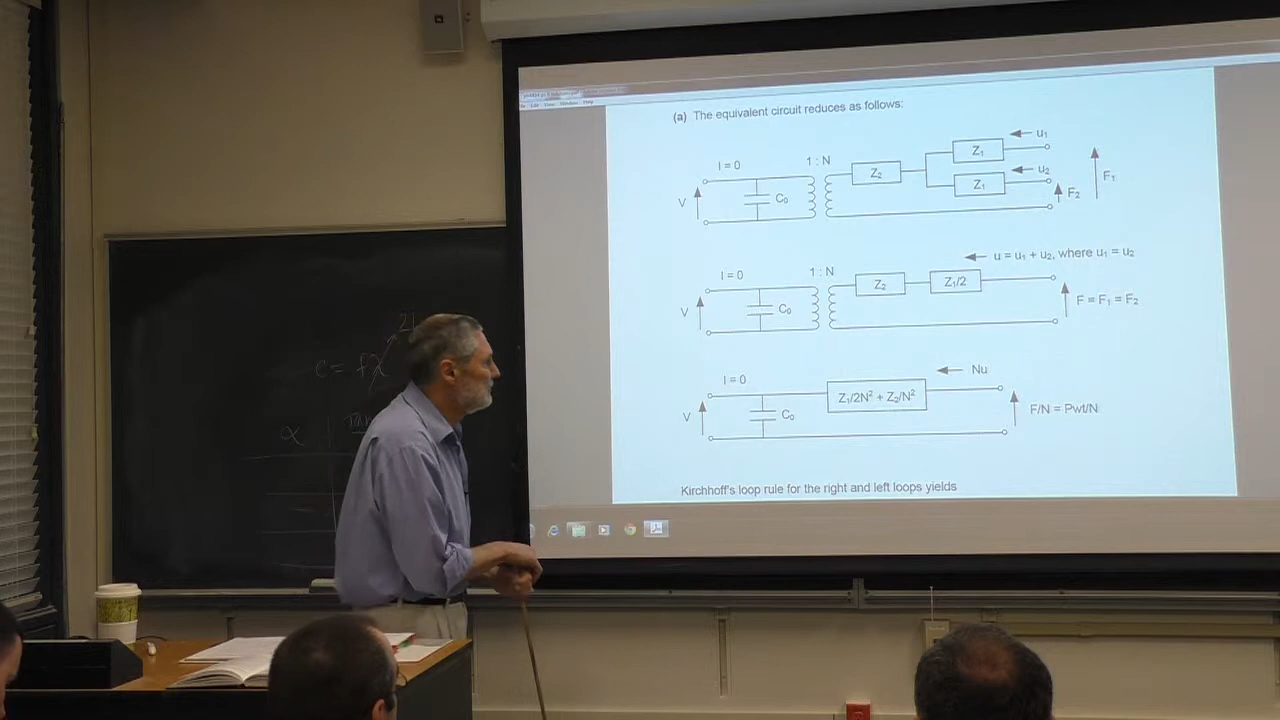 (a) The equivalent circuit reduces as follows:
I = 0
1 : N
Z₂
Z₁
u₁
Z₁
u₂
V
C₀
F₂
F₁
u = u₁ + u₂, where u₁ = u₂
I = 0
1 : N
Z₂
Z₁/2
V
C₀
F = F₁ = F₂
I = 0
Nu
Z₁/2N² + Z₂/N²
V
C₀
F/N = Pwt/N
Kirchhoff's loop rule for the right and left loops yields
c = fλ
α